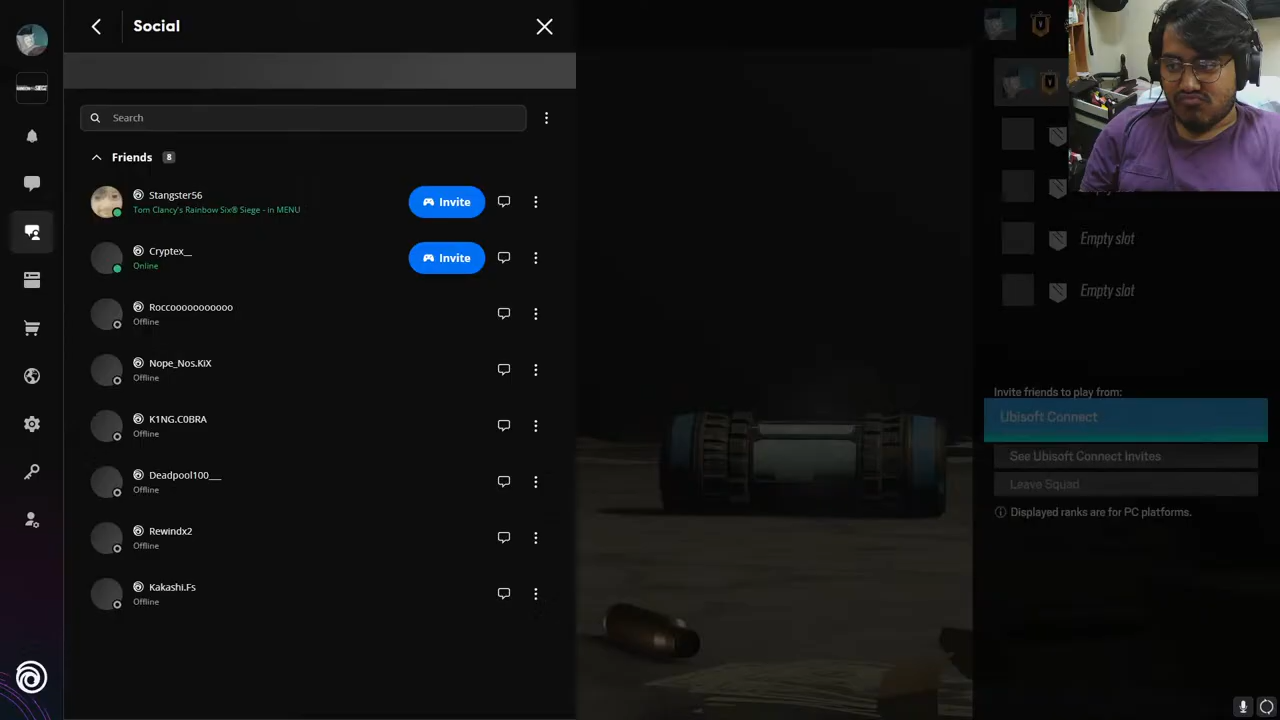 Social
Search
Friends 8
Stangster56
Tom Clancy's Rainbow Six® Siege - in MENU
Invite
Cryptex__
Online
Invite
Roccooooooooooo
Offline
Nope_Nos.KiX
Offline
K1NG.C0BRA
Offline
Deadpool100___
Offline
Rewindx2
Offline
Kakashi.Fs
Offline
Empty slot
Empty slot
Invite friends to play from:
Ubisoft Connect
See Ubisoft Connect Invites
Leave Squad
Displayed ranks are for PC platforms.